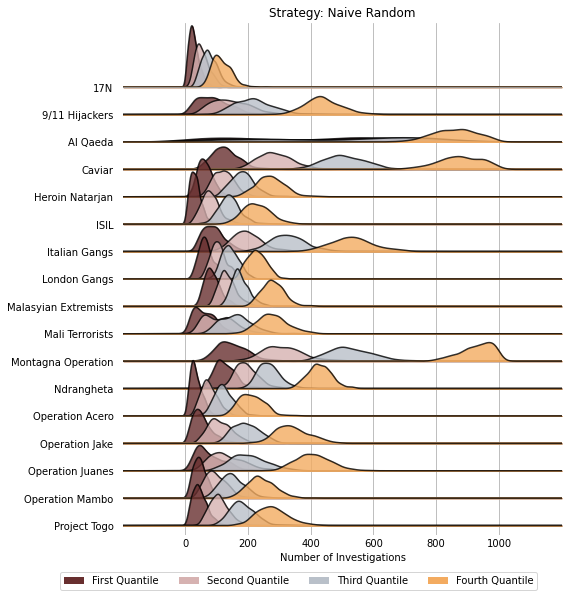 Strategy: Naive Random
17N
9/11 Hijackers
Al Qaeda
Caviar
Heroin Natarjan
ISIL
Italian Gangs
London Gangs
Malasyian Extremists
Mali Terrorists
Montagna Operation
Ndrangheta
Operation Acero
Operation Jake
Operation Juanes
Operation Mambo
Project Togo
0 200 400 600 800 1000
Number of Investigations
First Quantile Second Quantile Third Quantile Fourth Quantile